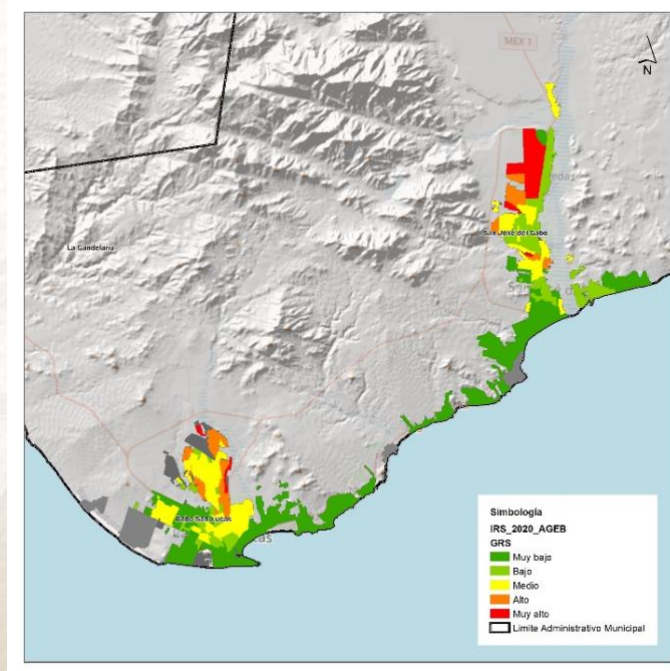 MEX 1
N
San José del Cabo
La Candelaria
Cabo San Lucas
Simbología
IRS_2020_AGEB
GRS
Muy bajo
Bajo
Medio
Alto
Muy alto
Limite Administrativo Municipal